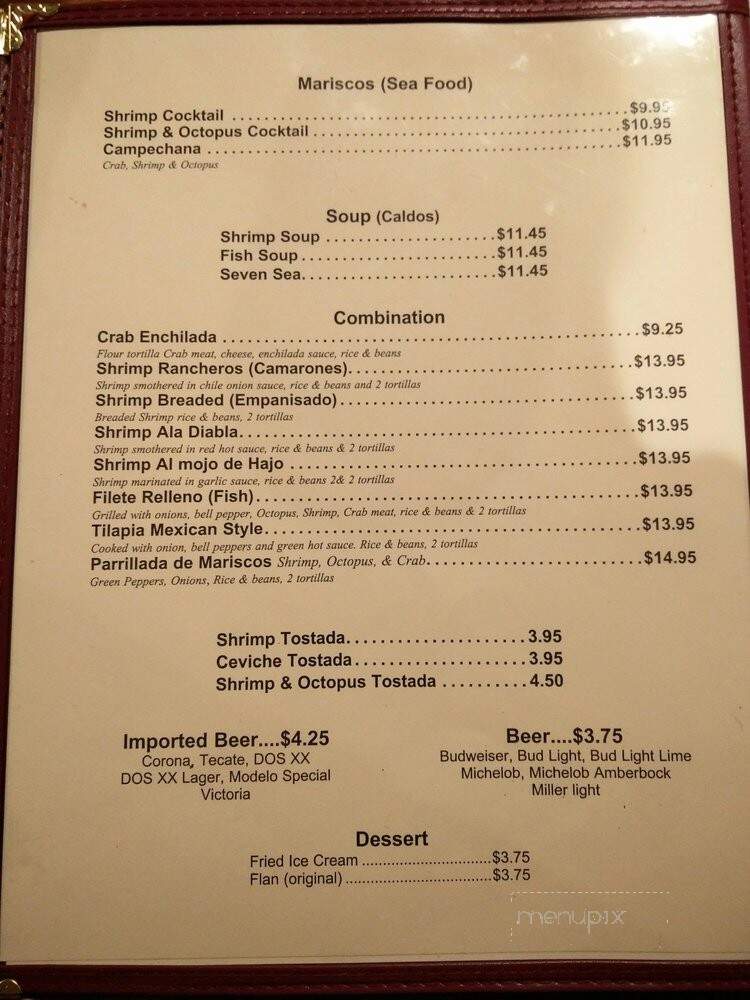 Mariscos (Sea Food)
Shrimp Cocktail ........................................ $9.95
Shrimp & Octopus Cocktail ........................................ $10.95
Campechana ........................................ $11.95
Crab, Shrimp & Octopus
Soup (Caldos)
Shrimp Soup .................... $11.45
Fish Soup .................... $11.45
Seven Sea.................... $11.45
Combination
Crab Enchilada ........................................ $9.25
Flour tortilla Crab meat, cheese, enchilada sauce, rice & beans
Shrimp Rancheros (Camarones)............................ $13.95
Shrimp smothered in chile onion sauce, rice & beans and 2 tortillas
Shrimp Breaded (Empanisado)............................ $13.95
Breaded Shrimp rice & beans, 2 tortillas
Shrimp Ala Diabla........................................ $13.95
Shrimp smothered in red hot sauce, rice & beans & 2 tortillas
Shrimp Al mojo de Hajo ................................ $13.95
Shrimp marinated in garlic sauce, rice & beans 2& 2 tortillas
Filete Relleno (Fish)..................................... $13.95
Grilled with onions, bell pepper, Octopus, Shrimp, Crab meat, rice & beans & 2 tortillas
Tilapia Mexican Style..................................... $13.95
Cooked with onion, bell peppers and green hot sauce. Rice & beans, 2 tortillas
Parrillada de Mariscos Shrimp, Octopus, & Crab........................ $14.95
Green Peppers, Onions, Rice & beans, 2 tortillas
Shrimp Tostada.................... 3.95
Ceviche Tostada................... 3.95
Shrimp & Octopus Tostada .......... 4.50
Imported Beer....$4.25
Corona, Tecate, DOS XX
DOS XX Lager, Modelo Special
Victoria
Beer....$3.75
Budweiser, Bud Light, Bud Light Lime
Michelob, Michelob Amberbock
Miller light
Dessert
Fried Ice Cream ................................$3.75
Flan (original) ....................................$3.75
menupix